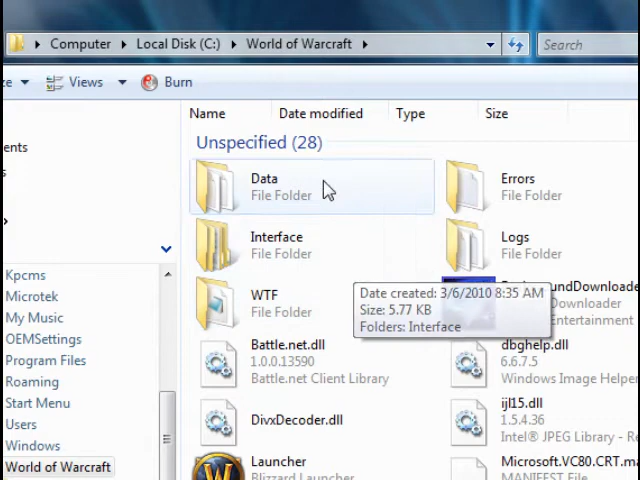 Computer Local Disk (C:) World of Warcraft Search
Views Burn
Name Date modified Type Size
Unspecified (28)
Data
File Folder
Errors
File Folder
Interface
File Folder
Logs
File Folder
WTF
File Folder
Date created: 3/6/2010 8:35 AM
Size: 5.77 KB
Folders: Interface
Downloader
Entertainment
Battle.net.dll
1.0.0.13590
Battle.net Client Library
dbghelp.dll
6.6.7.5
Windows Image Helper
DivxDecoder.dll
ijl15.dll
1.5.4.36
Intel® JPEG Library - Re
Launcher
Blizzard Launcher
Microsoft.VC80.CRT.ma
MANIFEST File
ents
Kpcms
Microtek
My Music
OEMSettings
Program Files
Roaming
Start Menu
Users
Windows
World of Warcraft